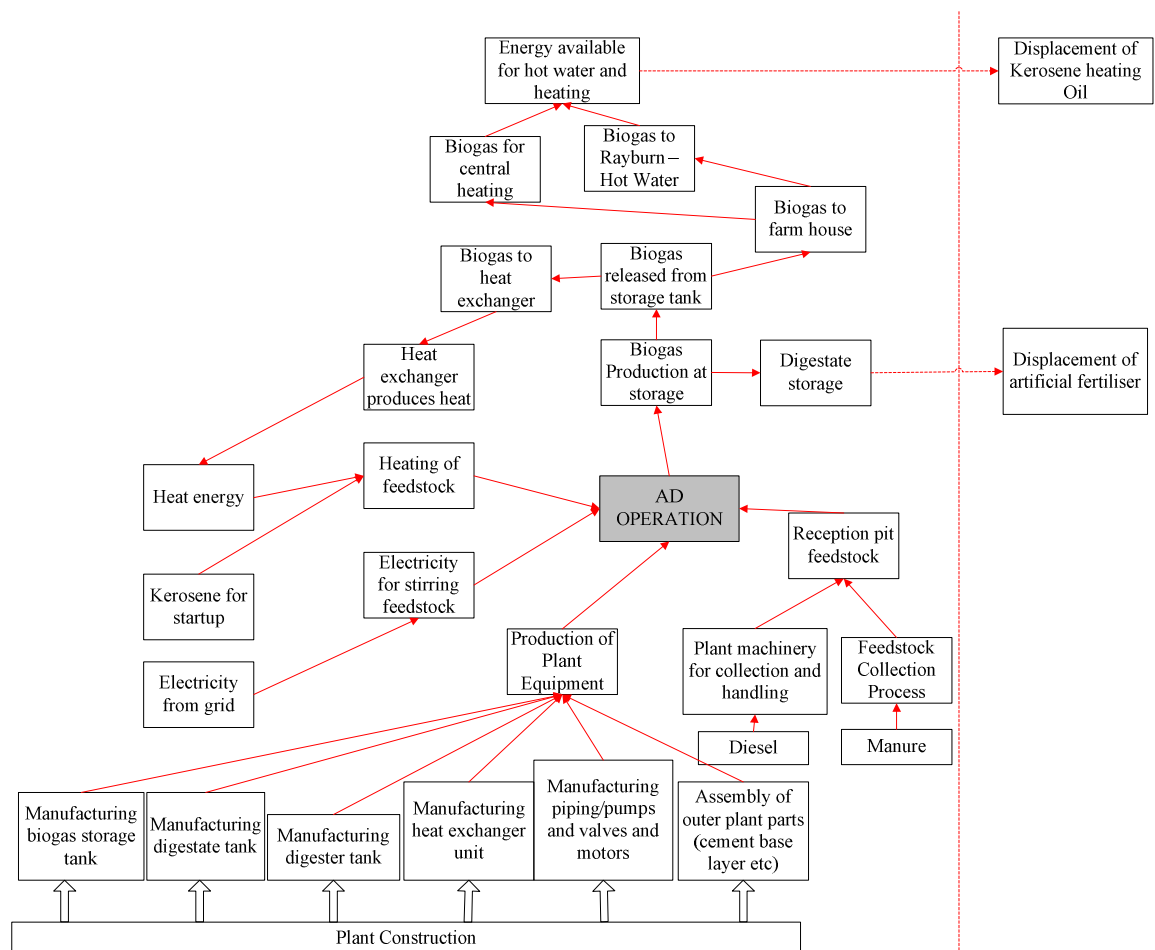 Energy available
for hot water and
heating
Displacement of
Kerosene heating
Oil
Biogas for
central
heating
Biogas to
Rayburn –
Hot Water
Biogas to
farm house
Biogas to
heat
exchanger
Biogas
released from
storage tank
Heat
exchanger
produces heat
Biogas
Production at
storage
Digestate
storage
Displacement of
artificial fertiliser
Heat energy
Heating of
feedstock
AD
OPERATION
Reception pit
feedstock
Kerosene for
startup
Electricity
for stirring
feedstock
Electricity
from grid
Production of
Plant
Equipment
Plant machinery
for collection and
handling
Feedstock
Collection
Process
Diesel
Manure
Manufacturing
biogas storage
tank
Manufacturing
digestate tank
Manufacturing
digester tank
Manufacturing
heat exchanger
unit
Manufacturing
piping/pumps
and valves and
motors
Assembly of
outer plant parts
(cement base
layer etc)
Plant Construction